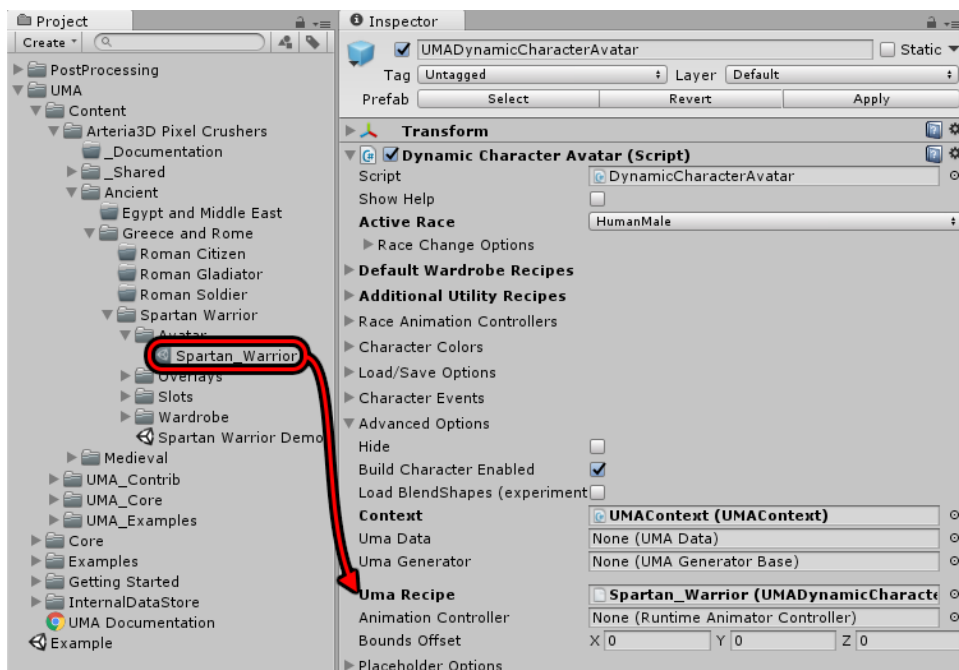 Project
Create
PostProcessing
UMA
Content
Arteria3D Pixel Crushers
_Documentation
_Shared
Ancient
Egypt and Middle East
Greece and Rome
Roman Citizen
Roman Gladiator
Roman Soldier
Spartan Warrior
Avatar
Spartan_Warrior
Overlays
Slots
Wardrobe
Spartan Warrior Demo
Medieval
UMA_Contrib
UMA_Core
UMA_Examples
Core
Examples
Getting Started
InternalDataStore
UMA Documentation
Example
Inspector
UMADynamicCharacterAvatar Static
Tag Untagged Layer Default
Prefab Select Revert Apply
Transform
Dynamic Character Avatar (Script)
Script DynamicCharacterAvatar
Show Help
Active Race HumanMale
Race Change Options
Default Wardrobe Recipes
Additional Utility Recipes
Race Animation Controllers
Character Colors
Load/Save Options
Character Events
Advanced Options
Hide
Build Character Enabled
Load BlendShapes (experiment
Context UMAContext (UMAContext)
Uma Data None (UMA Data)
Uma Generator None (UMA Generator Base)
Uma Recipe Spartan_Warrior (UMADynamicCharacte
Animation Controller None (Runtime Animator Controller)
Bounds Offset X 0 Y 0 Z 0
Placeholder Options